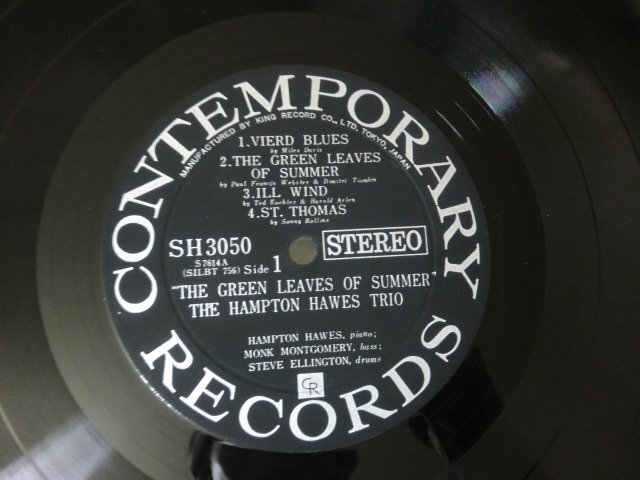 CONTEMPORARY
MANUFACTURED BY KING RECORD CO., LTD. TOKYO, JAPAN
1. VIERD BLUES
by Miles Davis
2. THE GREEN LEAVES
OF SUMMER
by Paul Francis Webster & Dimitri Tiomkin
3. ILL WIND
by Ted Koehler & Harold Arlen
4. ST. THOMAS
by Sonny Rollins
SH 3050
STEREO
S7614A
(SILBT 756) Side 1
"THE GREEN LEAVES OF SUMMER"
THE HAMPTON HAWES TRIO
HAMPTON HAWES, piano;
MONK MONTGOMERY, bass;
STEVE ELLINGTON, drums
CR
RECORDS